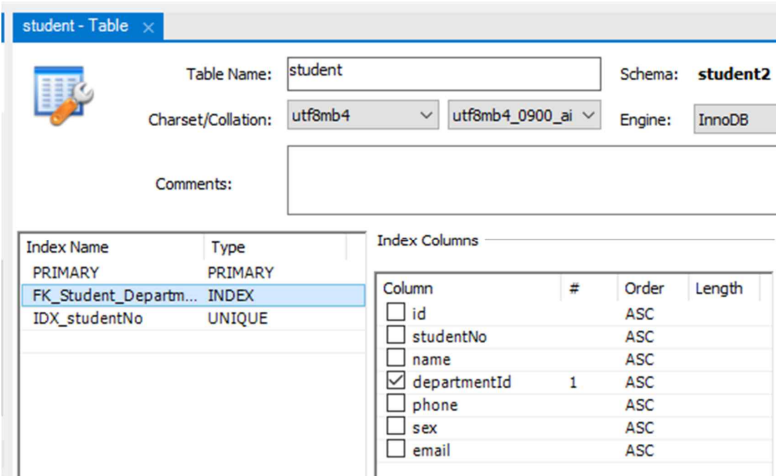 student - Table ×
Table Name: student Schema: student2
Charset/Collation: utf8mb4 utf8mb4_0900_ai Engine: InnoDB
Comments:
Index Name Type
PRIMARY PRIMARY
FK_Student_Departm... INDEX
IDX_studentNo UNIQUE
Index Columns
Column # Order Length
id ASC
studentNo ASC
name ASC
departmentId 1 ASC
phone ASC
sex ASC
email ASC